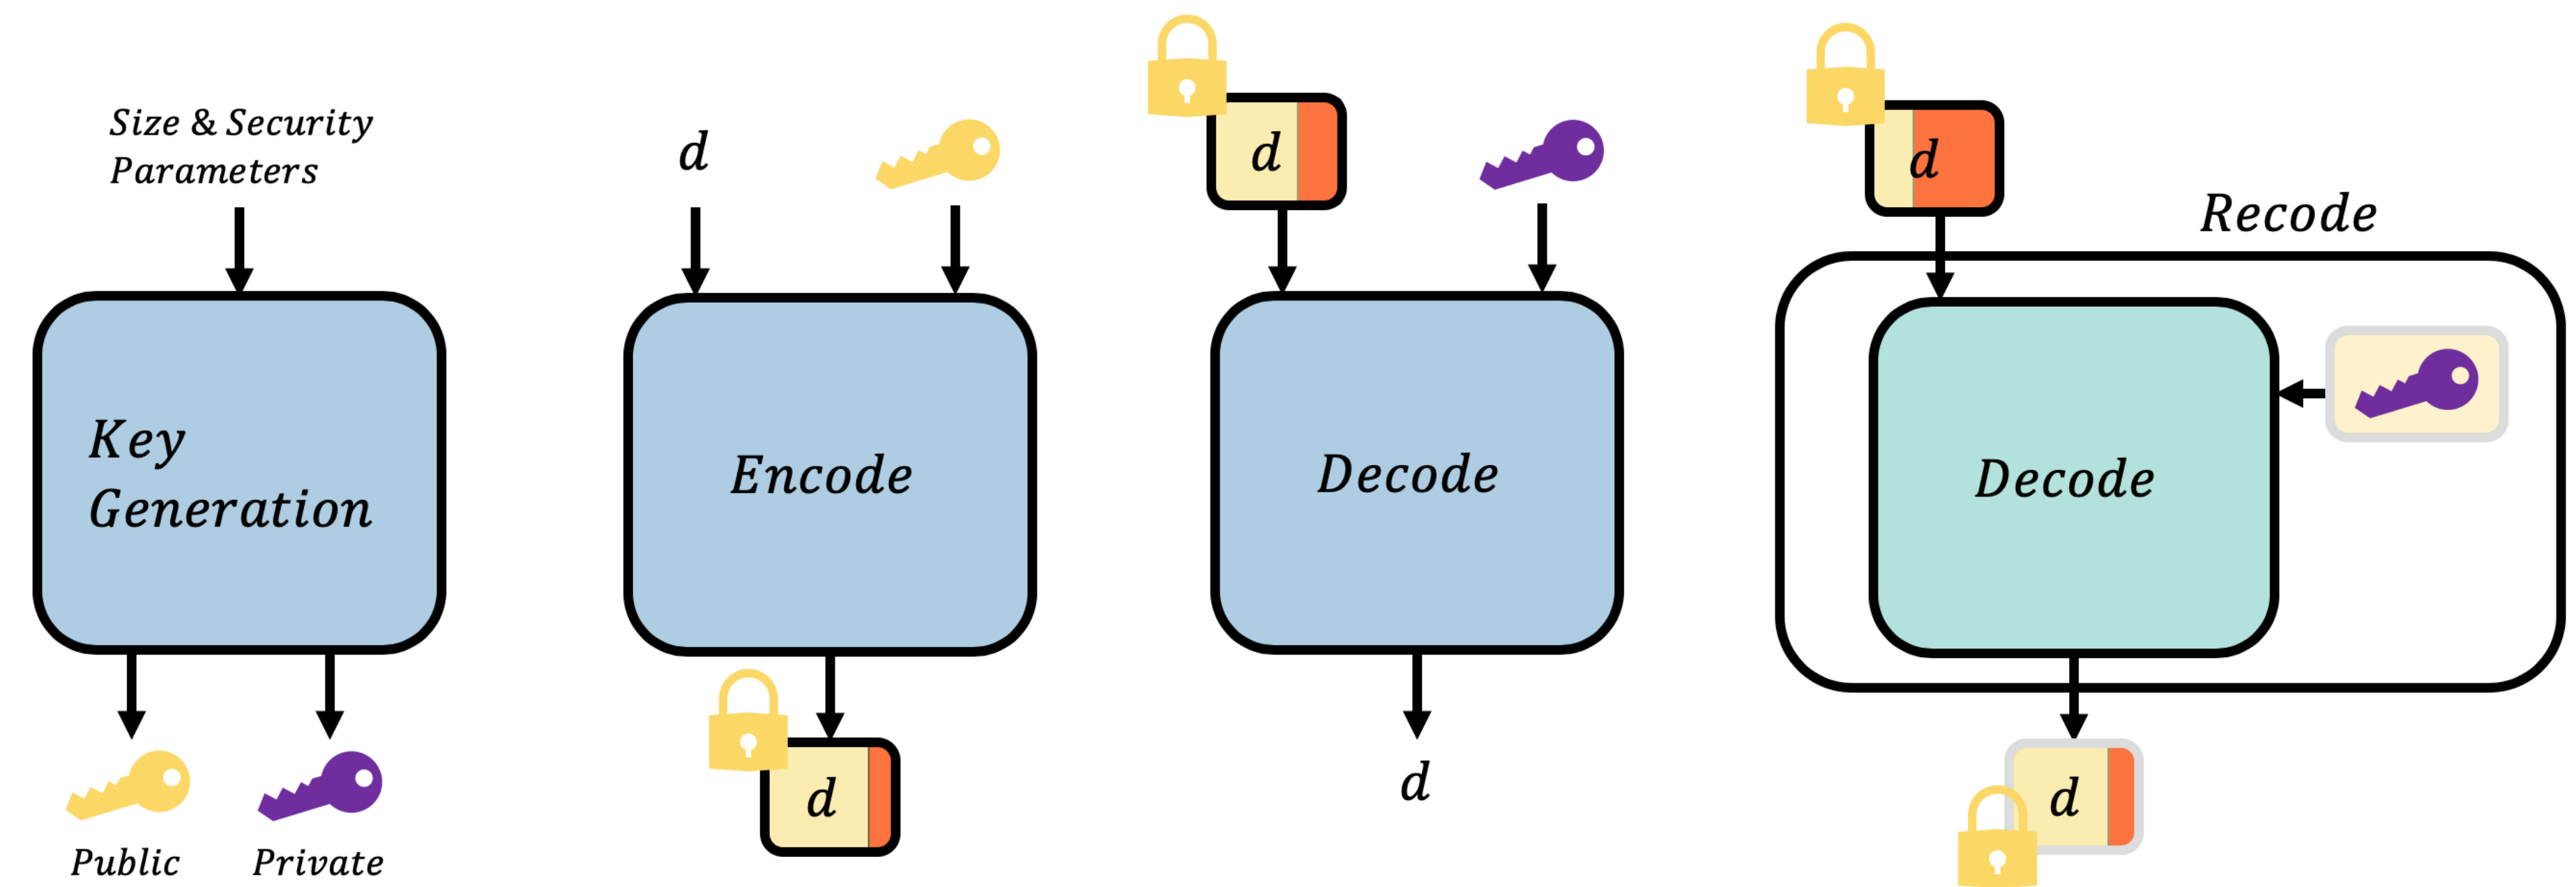 Size & Security
Parameters
Key
Generation
Public
Private
d
Encode
d
d
Decode
d
d
Recode
Decode
d